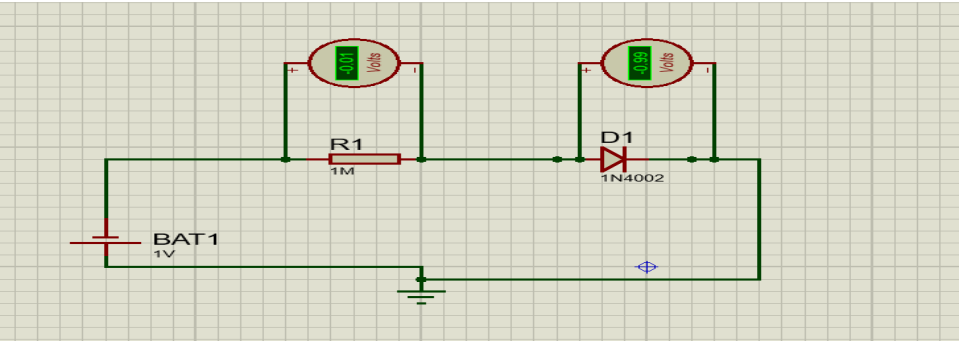 -0.01
Volts
+
-
-0.99
Volts
+
-
R1
1M
D1
1N4002
BAT1
1V